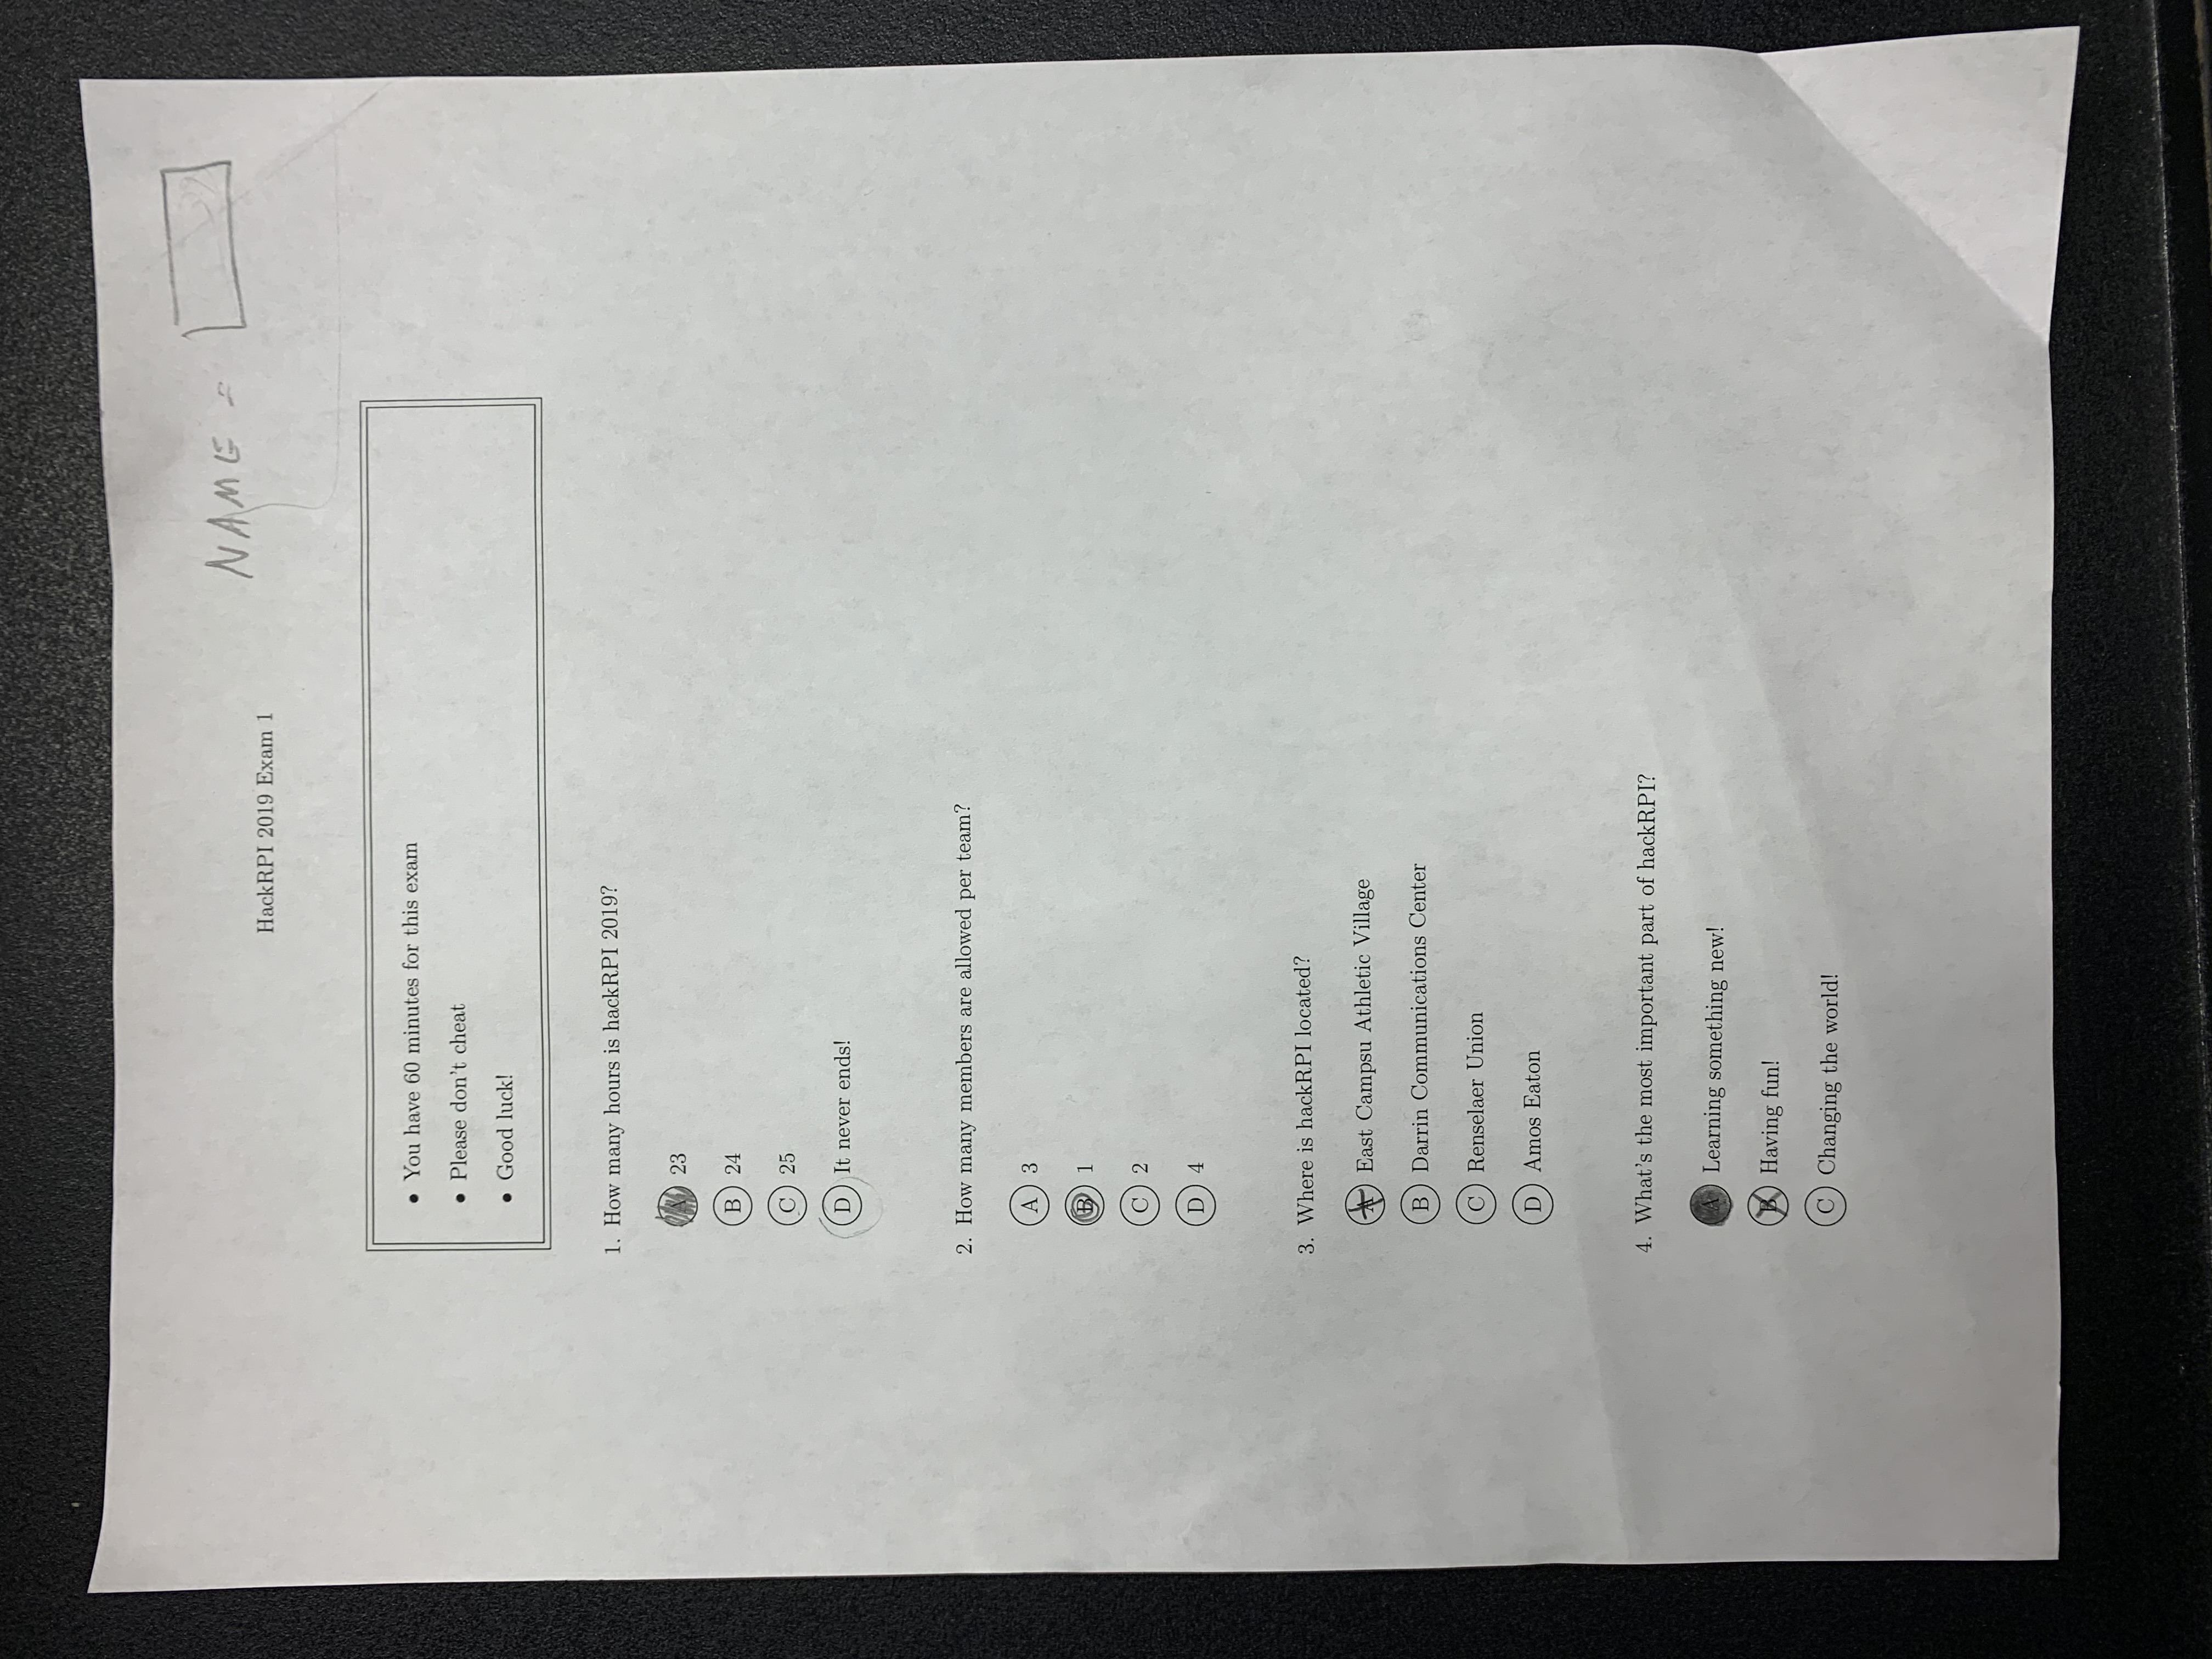 NAME =
HackRPI 2019 Exam 1
• You have 60 minutes for this exam
• Please don't cheat
• Good luck!
1. How many hours is hackRPI 2019?
A 23
B 24
C 25
D It never ends!
2. How many members are allowed per team?
A 3
B 1
C 2
D 4
3. Where is hackRPI located?
A East Campsu Athletic Village
B Darrin Communications Center
C Renselaer Union
D Amos Eaton
4. What's the most important part of hackRPI?
A Learning something new!
B Having fun!
C Changing the world!